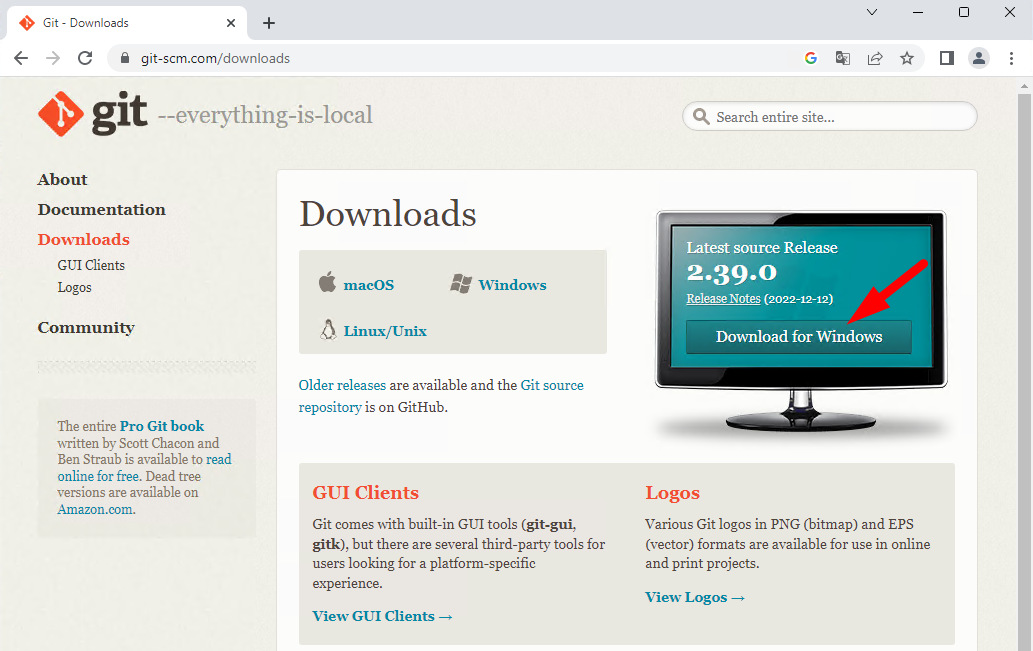 Git - Downloads
git-scm.com/downloads
git --everything-is-local
Search entire site...
About
Documentation
Downloads
GUI Clients
Logos
Community
The entire Pro Git book
written by Scott Chacon and
Ben Straub is available to read
online for free. Dead tree
versions are available on
Amazon.com.
Downloads
macOS
Windows
Linux/Unix
Older releases are available and the Git source
repository is on GitHub.
Latest source Release
2.39.0
Release Notes (2022-12-12)
Download for Windows
GUI Clients
Git comes with built-in GUI tools (git-gui,
gitk), but there are several third-party tools for
users looking for a platform-specific
experience.
View GUI Clients →
Logos
Various Git logos in PNG (bitmap) and EPS
(vector) formats are available for use in online
and print projects.
View Logos →